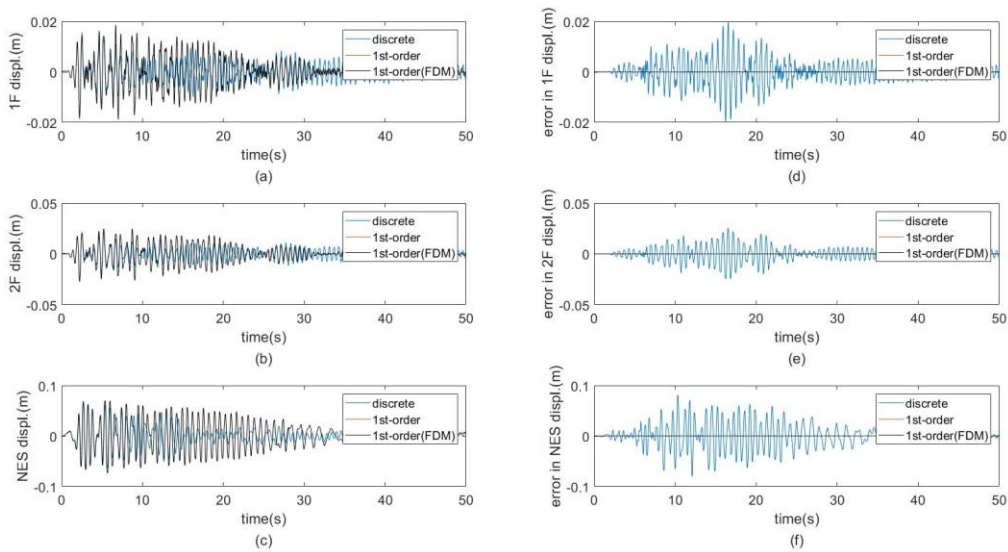 0.02
0
-0.02
1F displ.(m)
discrete
1st-order
1st-order(FDM)
0 10 20 30 40 50
time(s)
(a)
0.02
0
-0.02
error in 1F displ.(m)
discrete
1st-order
1st-order(FDM)
0 10 20 30 40 50
time(s)
(d)
0.05
0
-0.05
2F displ.(m)
discrete
1st-order
1st-order(FDM)
0 10 20 30 40 50
time(s)
(b)
0.05
0
-0.05
error in 2F displ.(m)
discrete
1st-order
1st-order(FDM)
0 10 20 30 40 50
time(s)
(e)
0.1
0
-0.1
NES displ.(m)
discrete
1st-order
1st-order(FDM)
0 10 20 30 40 50
time(s)
(c)
0.1
0
-0.1
error in NES displ.(m)
discrete
1st-order
1st-order(FDM)
0 10 20 30 40 50
time(s)
(f)